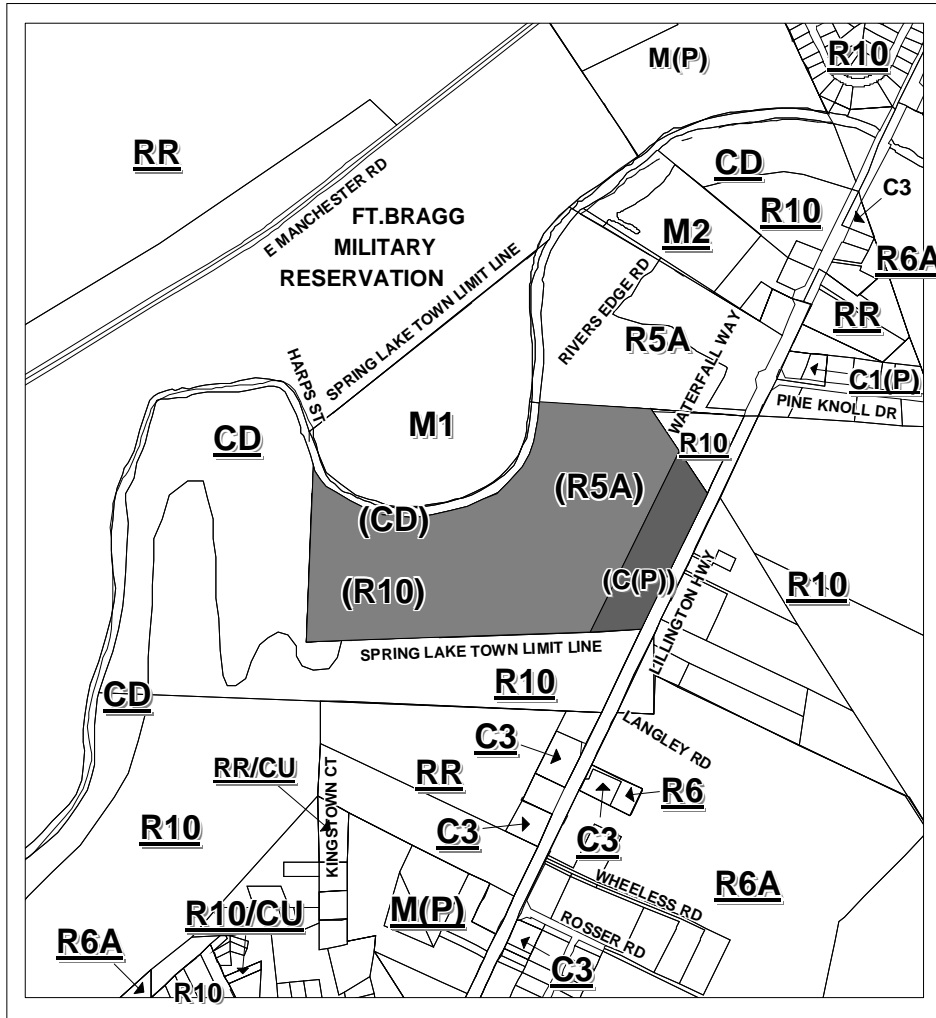 R10
M(P)
RR
CD
C3
E MANCHESTER RD
FT.BRAGG
MILITARY
RESERVATION
R10
M2
R6A
SPRING LAKE TOWN LIMIT LINE
RIVERS EDGE RD
RR
R5A
WATERFALL WAY
C1(P)
HARPS ST
PINE KNOLL DR
M1
CD
R10
(R5A)
(CD)
(C(P))
(R10)
R10
LILLINGTON HWY
SPRING LAKE TOWN LIMIT LINE
R10
CD
LANGLEY RD
C3
RR/CU
RR
R6
KINGSTOWN CT
R10
C3
C3
WHEELESS RD
R6A
R10/CU
M(P)
ROSSER RD
R6A
C3
R10